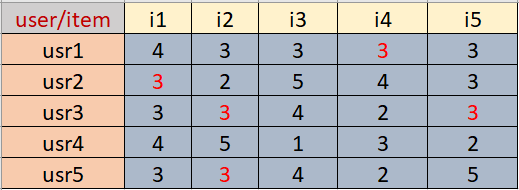 user/item i1 i2 i3 i4 i5
usr1 4 3 3 3 3
usr2 3 2 5 4 3
usr3 3 3 4 2 3
usr4 4 5 1 3 2
usr5 3 3 4 2 5